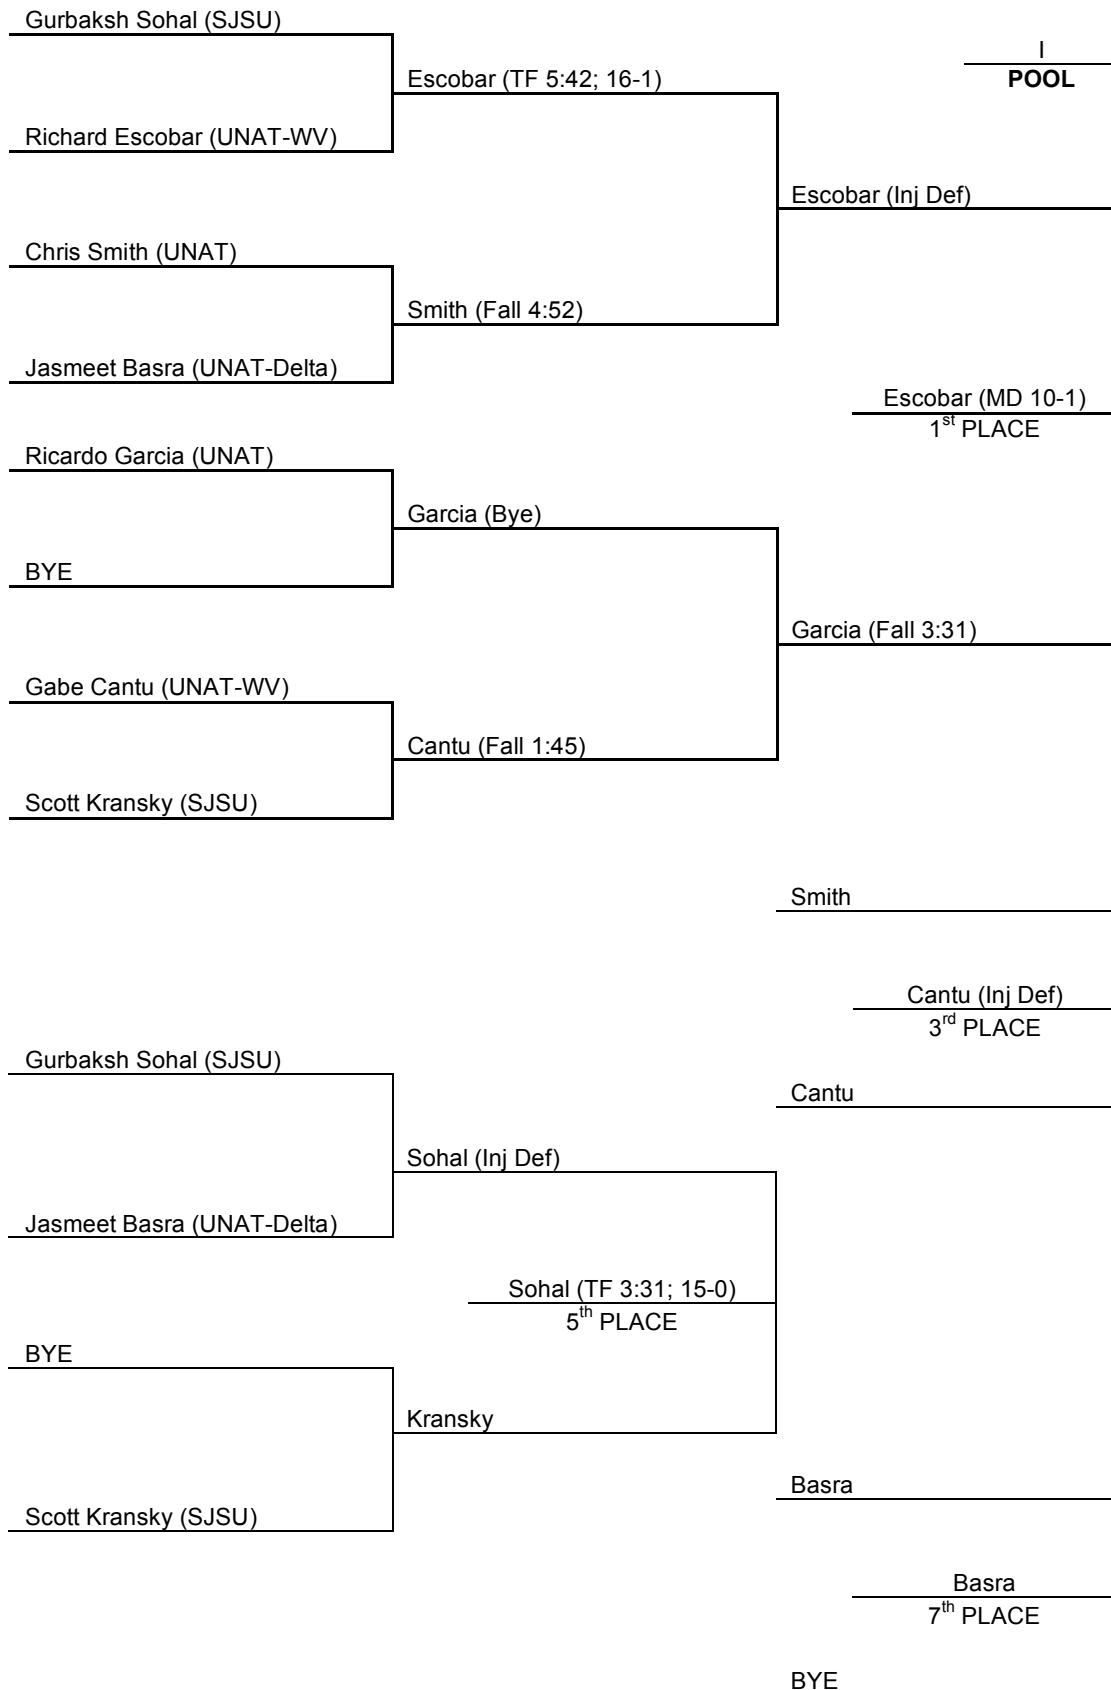 Gurbaksh Sohal (SJSU)
I
POOL
Escobar (TF 5:42; 16-1)
Richard Escobar (UNAT-WV)
Escobar (Inj Def)
Chris Smith (UNAT)
Smith (Fall 4:52)
Jasmeet Basra (UNAT-Delta)
Escobar (MD 10-1)
1st PLACE
Ricardo Garcia (UNAT)
Garcia (Bye)
BYE
Garcia (Fall 3:31)
Gabe Cantu (UNAT-WV)
Cantu (Fall 1:45)
Scott Kransky (SJSU)
Smith
Cantu (Inj Def)
3rd PLACE
Gurbaksh Sohal (SJSU)
Cantu
Sohal (Inj Def)
Jasmeet Basra (UNAT-Delta)
Sohal (TF 3:31; 15-0)
5th PLACE
BYE
Kransky
Basra
Scott Kransky (SJSU)
Basra
7th PLACE
BYE